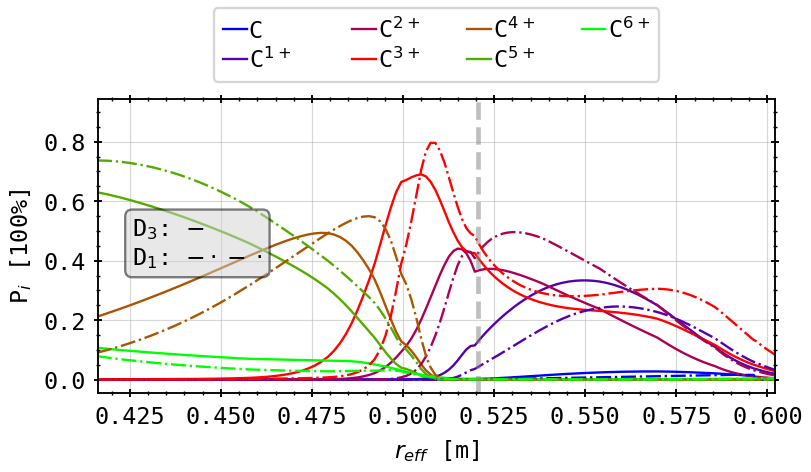 C C²⁺ C⁴⁺ C⁶⁺
C¹⁺ C³⁺ C⁵⁺
0.8
0.6
0.4
0.2
0.0
Pᵢ [100%]
D₃: —
D₁: —·—·
0.425 0.450 0.475 0.500 0.525 0.550 0.575 0.600
r_eff [m]